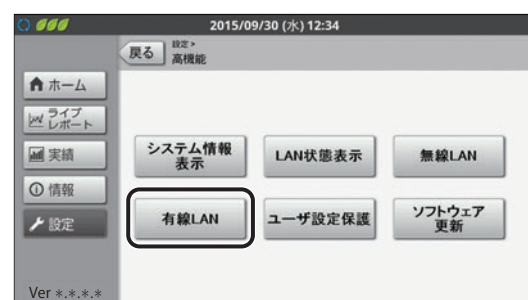 2015/09/30 (水) 12:34
戻る
設定>
高機能
ホーム
ライブ
レポート
実績
情報
設定
システム情報
表示
LAN状態表示
無線LAN
有線LAN
ユーザ設定保護
ソフトウェア
更新
Ver *.*.*.*